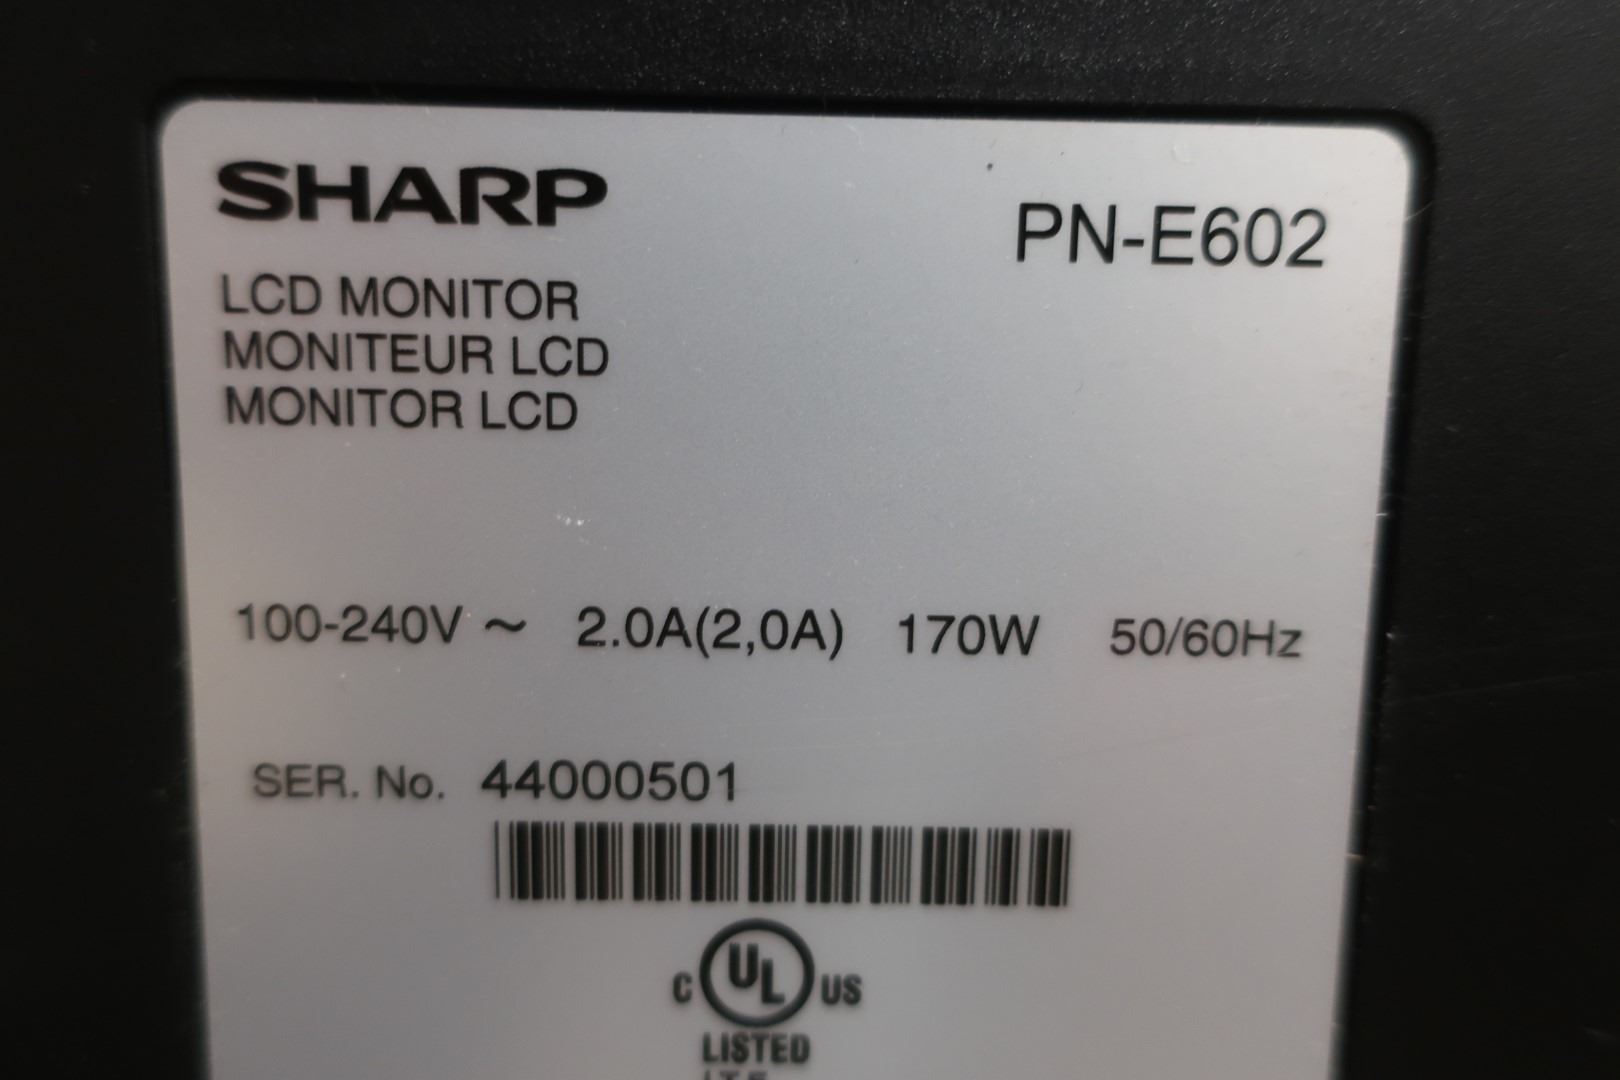 SHARP
PN-E602
LCD MONITOR
MONITEUR LCD
MONITOR LCD
100-240V ~ 2.0A(2,0A) 170W 50/60Hz
SER. No. 44000501
C UL US
LISTED